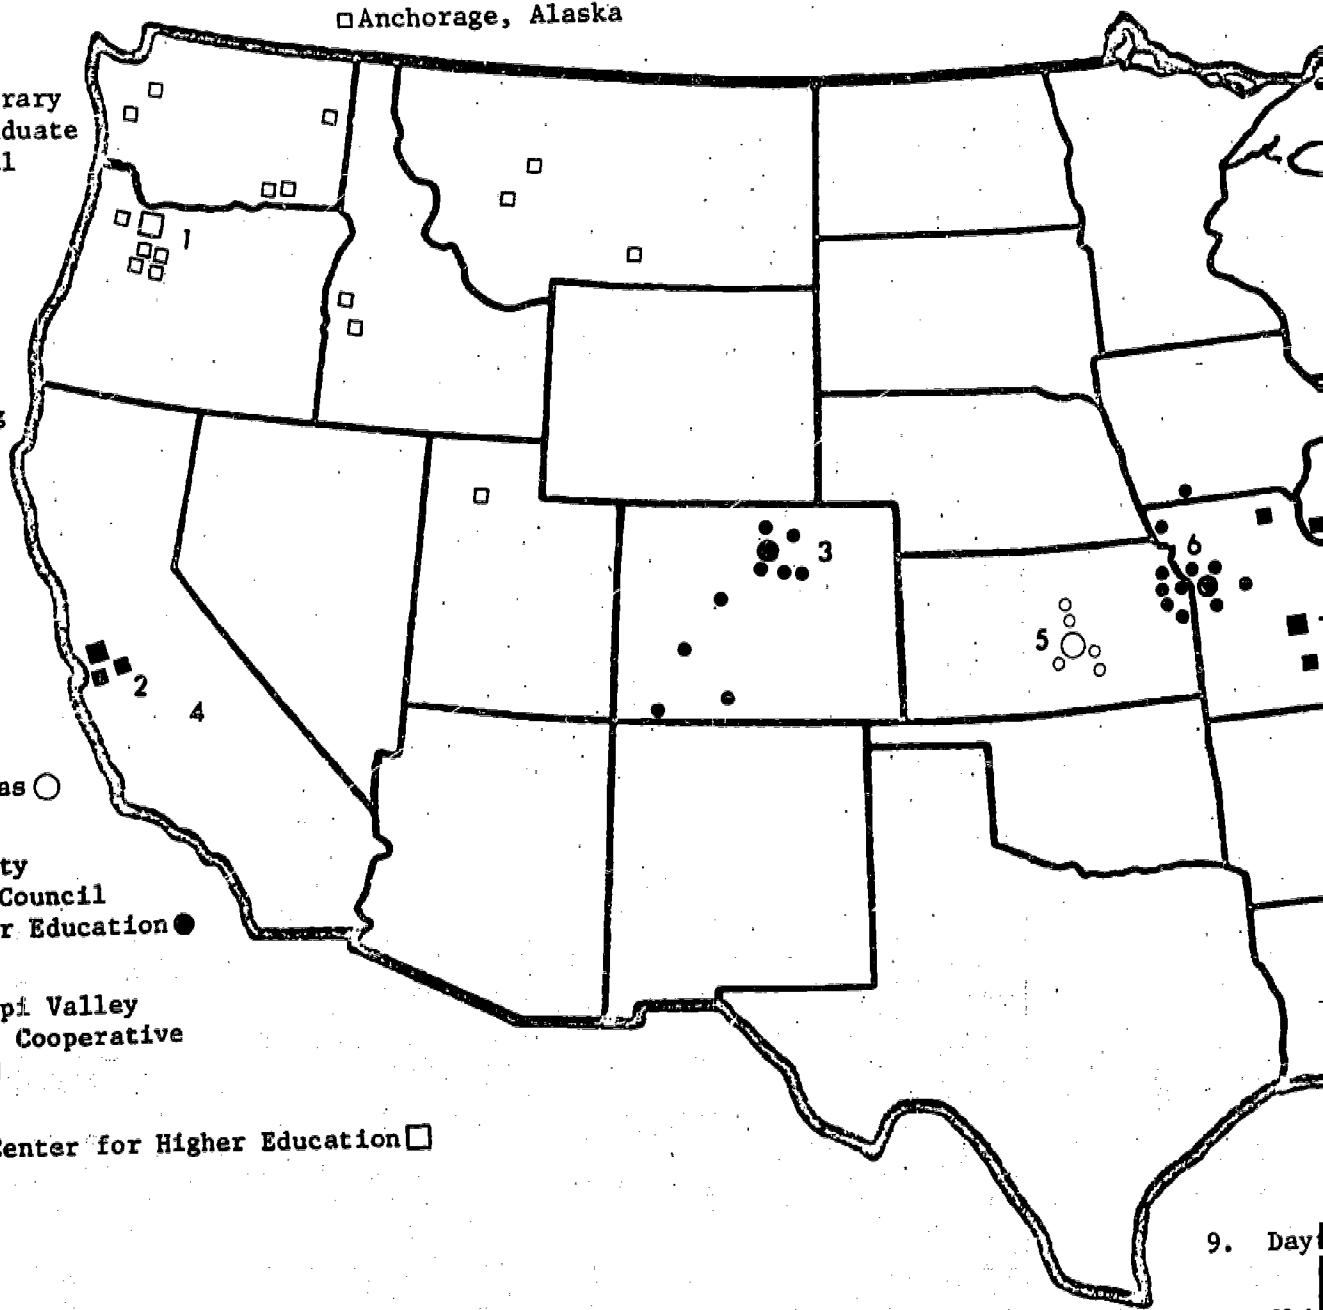 Anchorage, Alaska
rary
duate
1
3
2
4
5
6
as
ty
Council
r Education
pi Valley
Cooperative
Center for Higher Education
9. Day